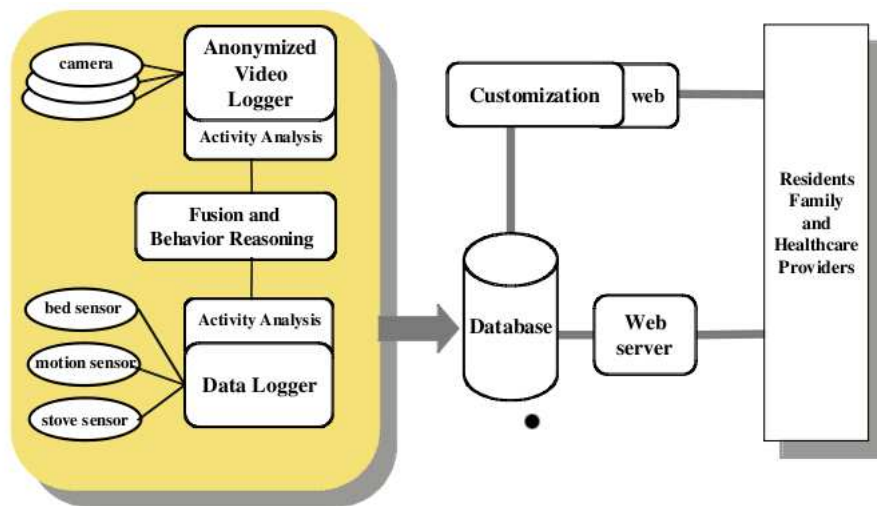 camera
Anonymized
Video
Logger
Activity Analysis
Fusion and
Behavior Reasoning
bed sensor
motion sensor
stove sensor
Activity Analysis
Data Logger
Customization
web
Database
Web
server
Residents
Family
and
Healthcare
Providers